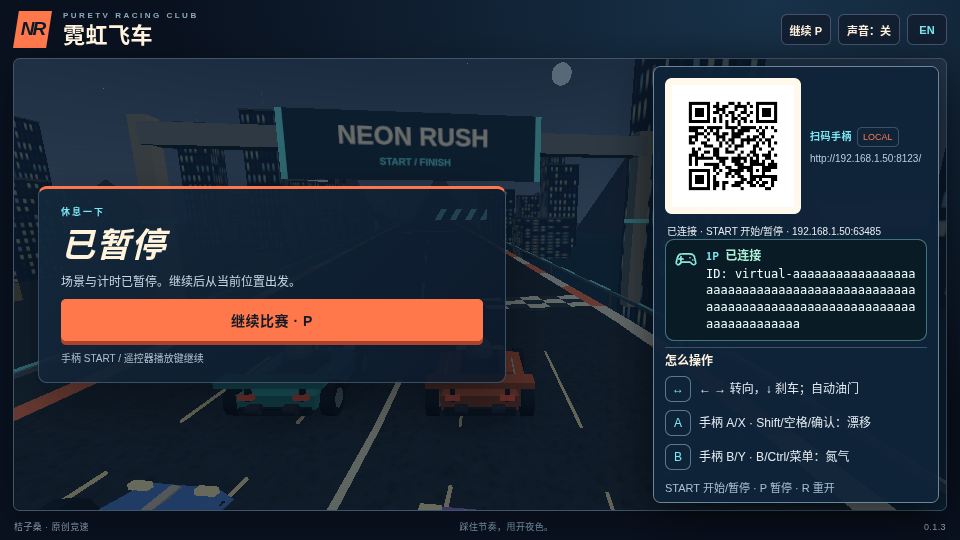 NR
PURETV RACING CLUB
霓虹飞车
继续 P
声音：关
EN
NEON RUSH
START / FINISH
休息一下
已暂停
场景与计时已暂停。继续后从当前位置出发。
继续比赛 · P
手柄 START / 遥控器播放键继续
扫码手柄 LOCAL
http://192.168.1.50:8123/
已连接 · START 开始/暂停 · 192.168.1.50:63485
1P 已连接
ID: virtual-aaaaaaaaaaaaaaaaa
aaaaaaaaaaaaaaaaaaaaaaaaaaaaa
aaaaaaaaaaaaaaaaaaaaaaaaaaaaa
aaaaaaaaaaaaa
怎么操作
↔ ← → 转向，↓ 刹车；自动油门
A 手柄 A/X · Shift/空格/确认：漂移
B 手柄 B/Y · B/Ctrl/菜单：氮气
START 开始/暂停 · P 暂停 · R 重开
桔子桑 · 原创竞速
踩住节奏，甩开夜色。
0.1.3